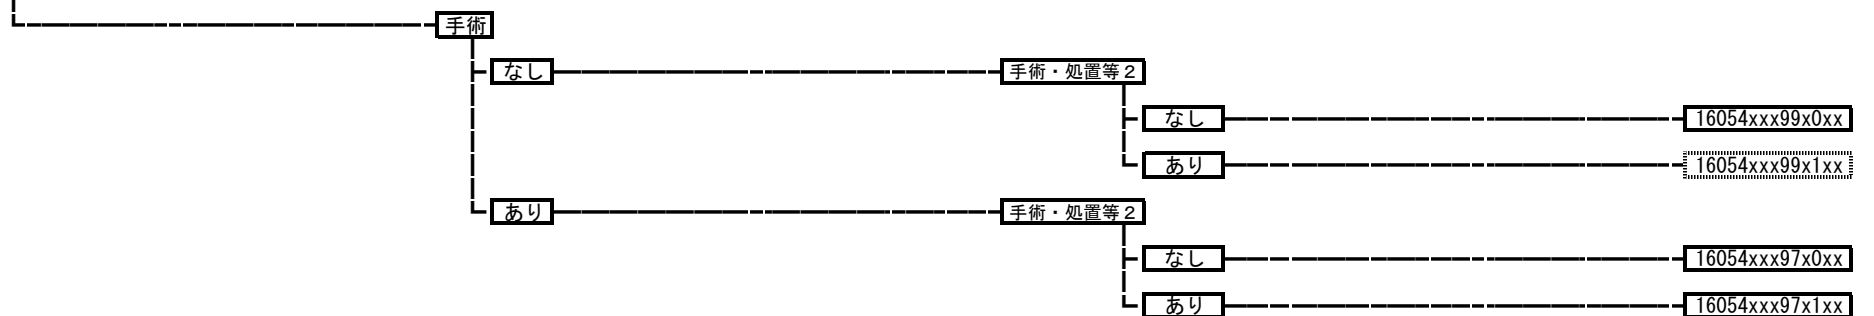 手術
なし 手術・処置等２
なし 16054xxx99x0xx
あり 16054xxx99x1xx
あり 手術・処置等２
なし 16054xxx97x0xx
あり 16054xxx97x1xx